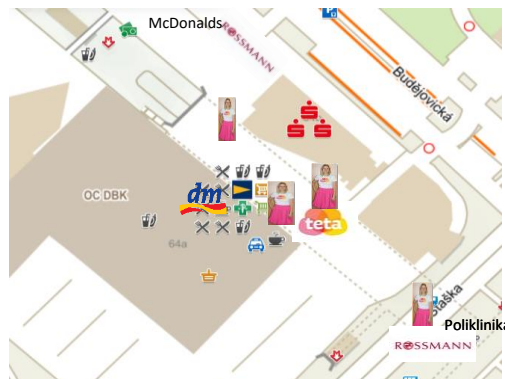 McDonalds
ROSSMANN
Budějovická
OC DBK
dm
teta
64a
Poliklinika
ROSSMANN